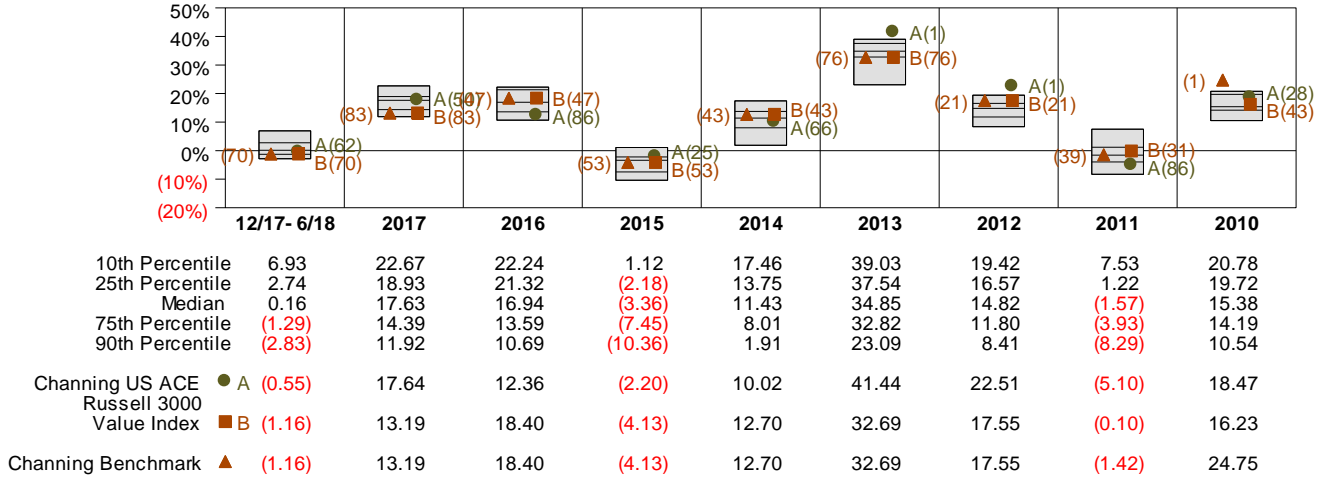 50%
40%
30%
20%
10%
0%
(10%)
(20%)
(70) A(62) B(70)
(83) A(50) B(83)
(47) B(47) A(86)
(53) A(25) B(53)
(43) B(43) A(66)
(76) A(1) B(76)
(21) A(1) B(21)
(39) B(31) A(86)
(1) A(28) B(43)
12/17- 6/18 2017 2016 2015 2014 2013 2012 2011 2010
10th Percentile 6.93 22.67 22.24 1.12 17.46 39.03 19.42 7.53 20.78
25th Percentile 2.74 18.93 21.32 (2.18) 13.75 37.54 16.57 1.22 19.72
Median 0.16 17.63 16.94 (3.36) 11.43 34.85 14.82 (1.57) 15.38
75th Percentile (1.29) 14.39 13.59 (7.45) 8.01 32.82 11.80 (3.93) 14.19
90th Percentile (2.83) 11.92 10.69 (10.36) 1.91 23.09 8.41 (8.29) 10.54
Channing US ACE A (0.55) 17.64 12.36 (2.20) 10.02 41.44 22.51 (5.10) 18.47
Russell 3000
Value Index B (1.16) 13.19 18.40 (4.13) 12.70 32.69 17.55 (0.10) 16.23
Channing Benchmark (1.16) 13.19 18.40 (4.13) 12.70 32.69 17.55 (1.42) 24.75